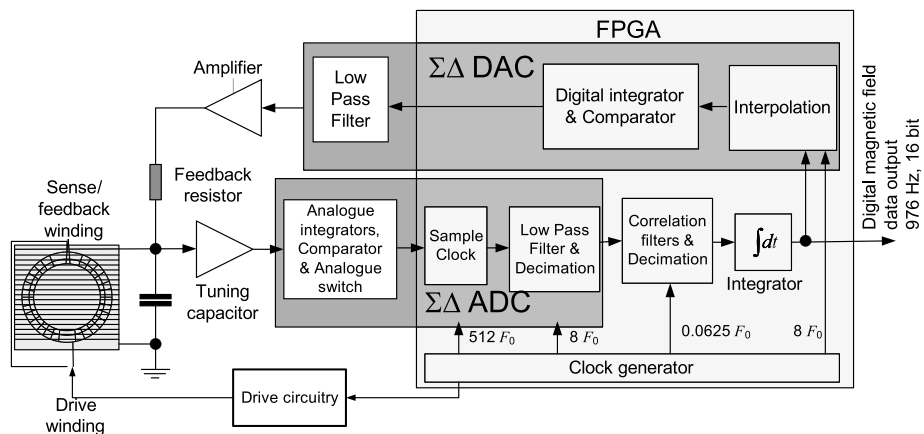 FPGA
ΣΔ DAC
Amplifier
Low
Pass
Filter
Digital integrator
& Comparator
Interpolation
Digital magnetic field
data output
976 Hz, 16 bit
Feedback
resistor
Sense/
feedback
winding
Analogue
integrators,
Comparator
& Analogue
switch
Sample
Clock
Low Pass
Filter &
Decimation
Correlation
filters &
Decimation
∫dt
Integrator
Tuning
capacitor
ΣΔ ADC
512 F0
8 F0
0.0625 F0
8 F0
Clock generator
Drive circuitry
Drive
winding